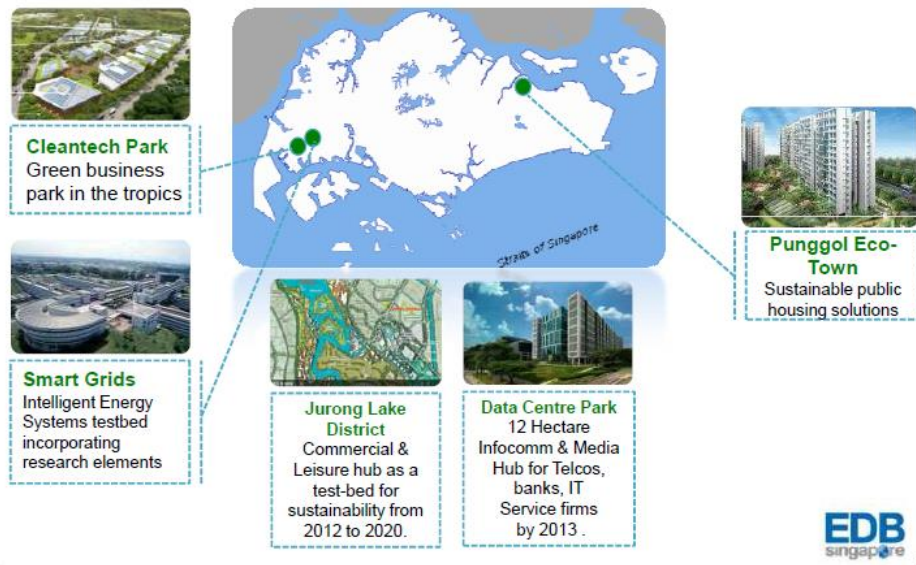 Cleantech Park
Green business
park in the tropics
Straits of Singapore
Punggol Eco-
Town
Sustainable public
housing solutions
Smart Grids
Intelligent Energy
Systems testbed
incorporating
research elements
Jurong Lake
District
Commercial &
Leisure hub as a
test-bed for
sustainability from
2012 to 2020.
Data Centre Park
12 Hectare
Infocomm & Media
Hub for Telcos,
banks, IT
Service firms
by 2013 .
EDB
singapore